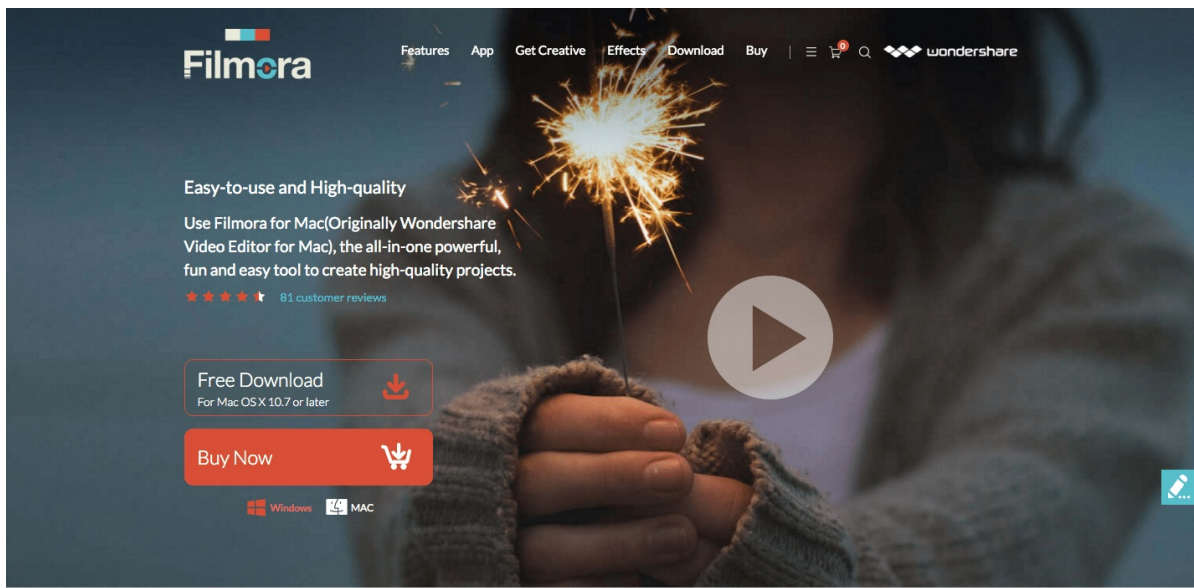 Filmora
Features App Get Creative Effects Download Buy | 0 wondershare
Easy-to-use and High-quality
Use Filmora for Mac(Originally Wondershare
Video Editor for Mac), the all-in-one powerful,
fun and easy tool to create high-quality projects.
81 customer reviews
Free Download
For Mac OS X 10.7 or later
Buy Now
Windows MAC